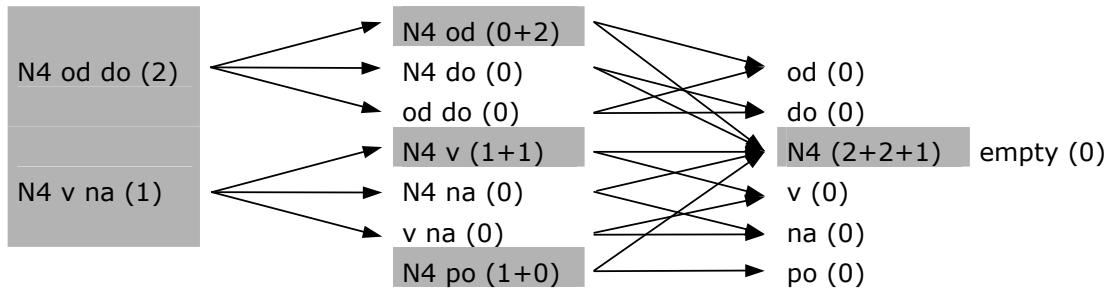 N4 od do (2)
N4 v na (1)
N4 od (0+2)
N4 do (0)
od do (0)
N4 v (1+1)
N4 na (0)
v na (0)
N4 po (1+0)
od (0)
do (0)
N4 (2+2+1)
v (0)
na (0)
po (0)
empty (0)